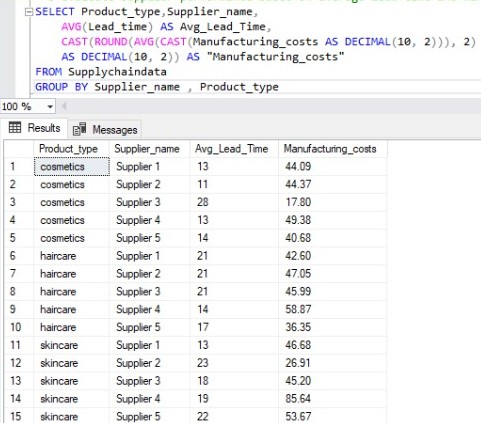 SELECT Product_type,Supplier_name,
AVG(Lead_time) AS Avg_Lead_Time,
CAST(ROUND(AVG(CAST(Manufacturing_costs AS DECIMAL(10, 2))), 2)
AS DECIMAL(10, 2)) AS "Manufacturing_costs"
FROM Supplychaindata
GROUP BY Supplier_name , Product_type
100 %
Results Messages
Product_type Supplier_name Avg_Lead_Time Manufacturing_costs
1 cosmetics Supplier 1 13 44.09
2 cosmetics Supplier 2 11 44.37
3 cosmetics Supplier 3 28 17.80
4 cosmetics Supplier 4 13 49.38
5 cosmetics Supplier 5 14 40.68
6 haircare Supplier 1 21 42.60
7 haircare Supplier 2 21 47.05
8 haircare Supplier 3 21 45.99
9 haircare Supplier 4 14 58.87
10 haircare Supplier 5 17 36.35
11 skincare Supplier 1 13 46.68
12 skincare Supplier 2 23 26.91
13 skincare Supplier 3 18 45.20
14 skincare Supplier 4 19 85.64
15 skincare Supplier 5 22 53.67